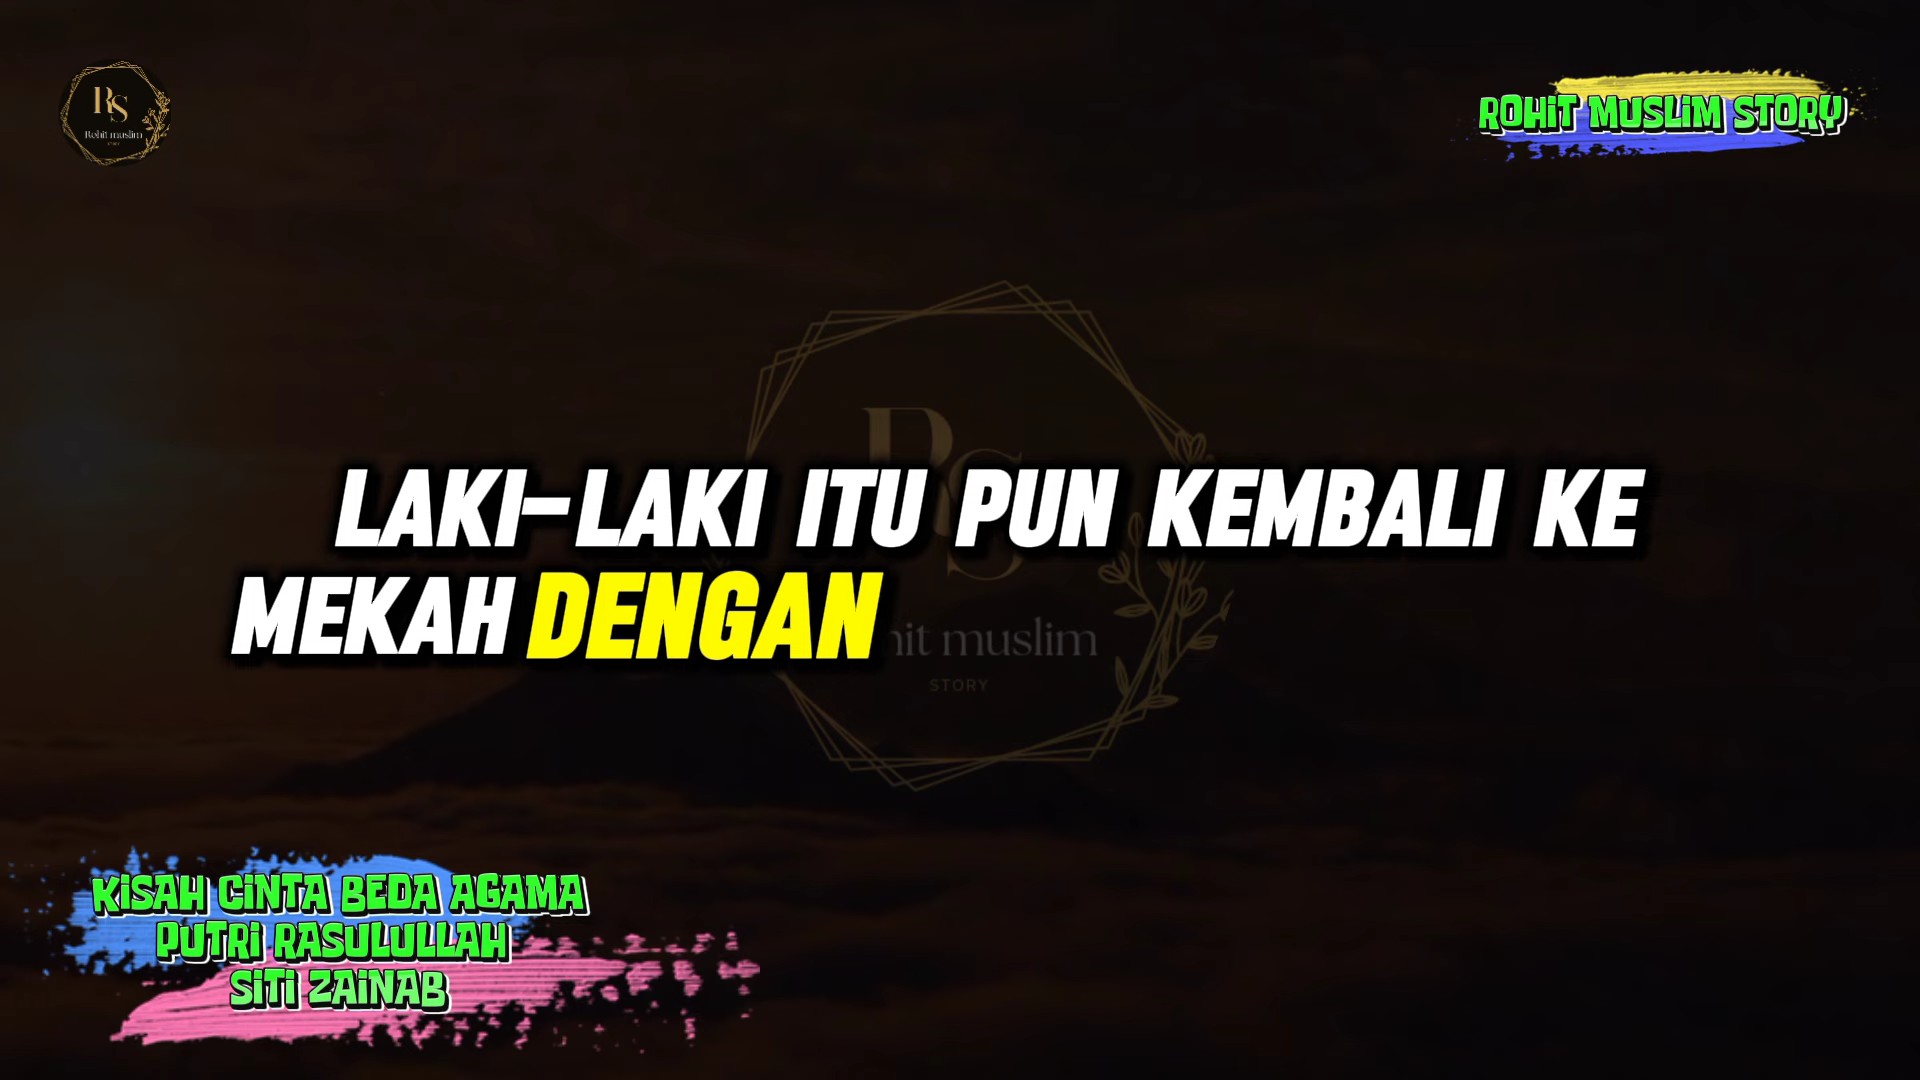 RS
Rohit muslim
STORY
ROHIT MUSLIM STORY
RS
LAKI-LAKI ITU PUN KEMBALI KE
MEKAH DENGAN
hit muslim
STORY
KISAH CINTA BEDA AGAMA
PUTRI RASULULLAH
SITI ZAINAB